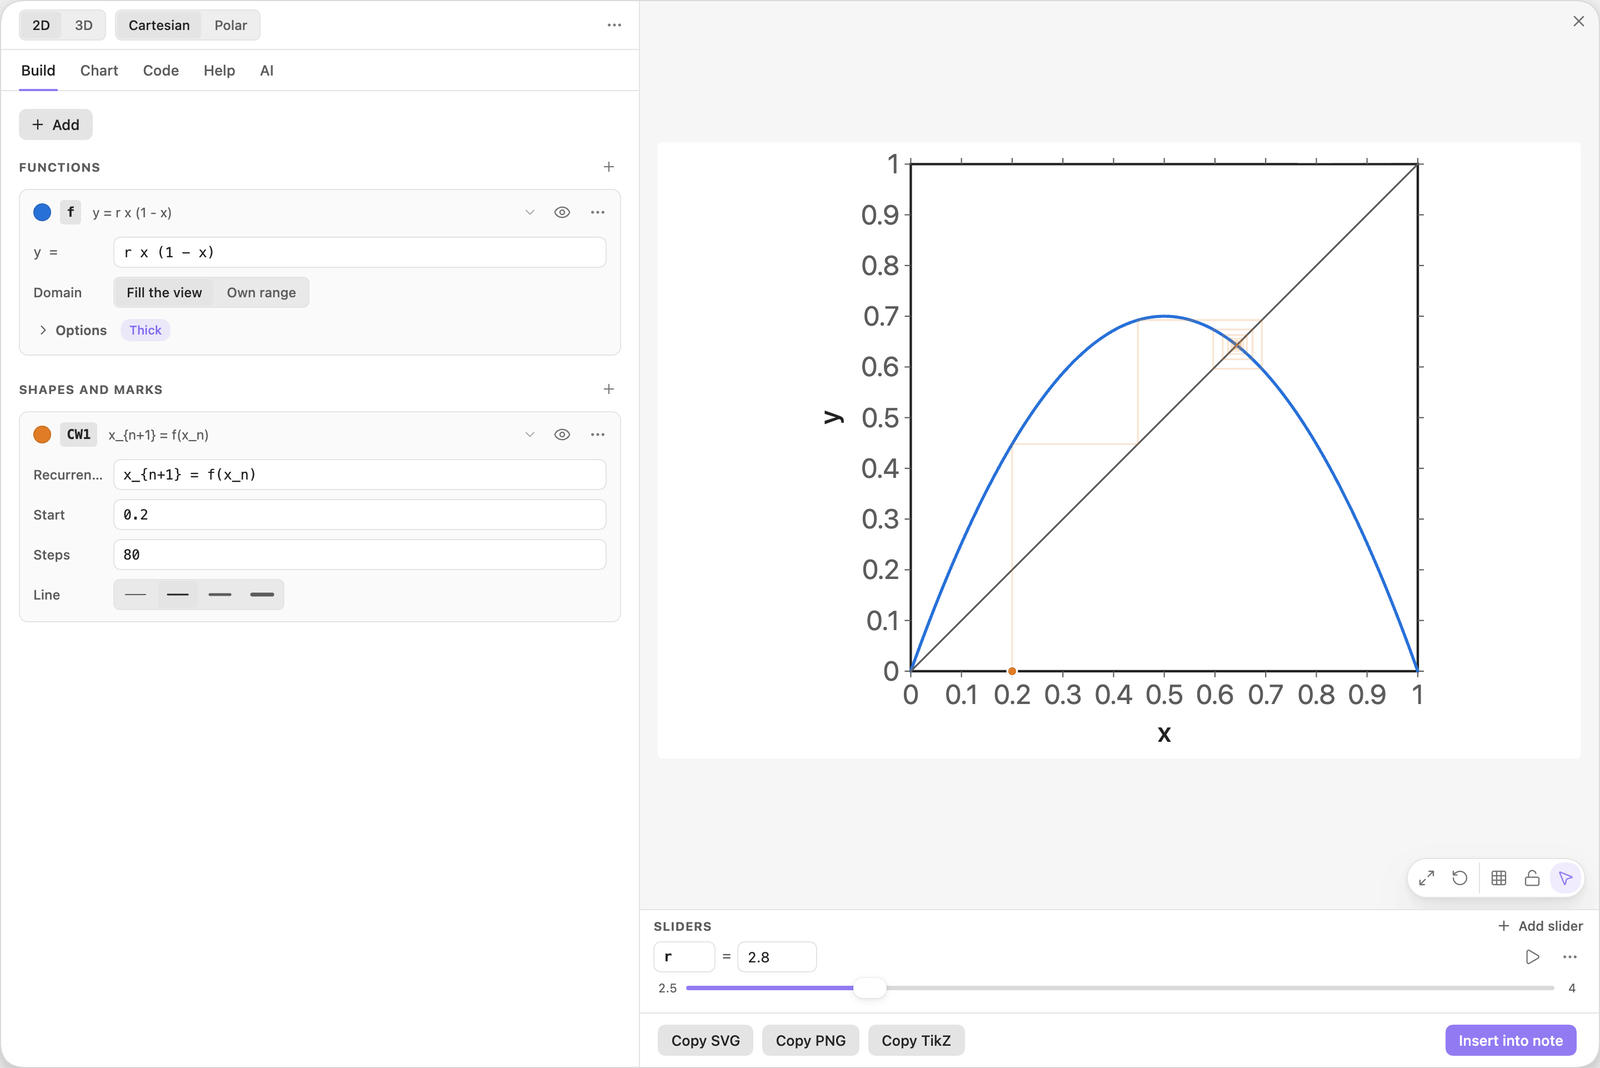 2D 3D Cartesian Polar
Build Chart Code Help AI
+ Add
FUNCTIONS
f y = r x (1 - x)
y = r x (1 − x)
Domain Fill the view Own range
Options Thick
SHAPES AND MARKS
CW1 x_{n+1} = f(x_n)
Recurren... x_{n+1} = f(x_n)
Start 0.2
Steps 80
Line
1
0.9
0.8
0.7
0.6
0.5
0.4
0.3
0.2
0.1
0
y
0 0.1 0.2 0.3 0.4 0.5 0.6 0.7 0.8 0.9 1
x
SLIDERS + Add slider
r = 2.8
2.5 4
Copy SVG Copy PNG Copy TikZ Insert into note